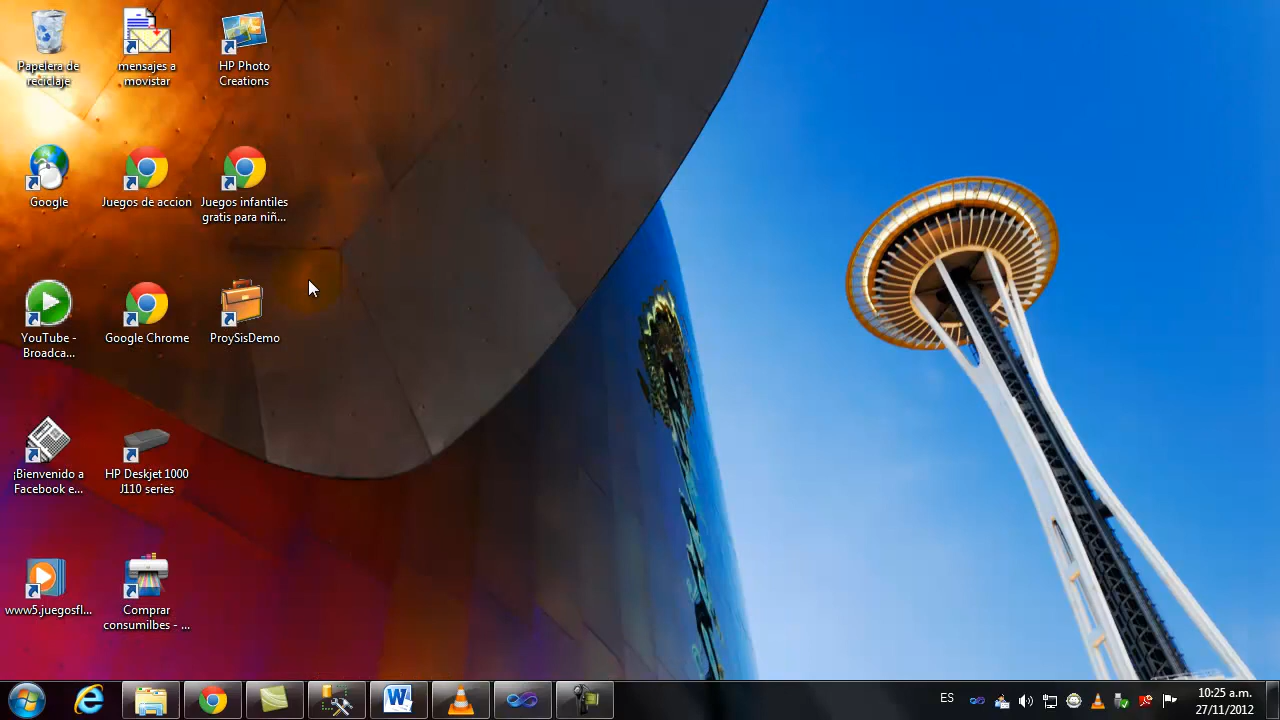 Papelera de
reciclaje
mensajes a
movistar
HP Photo
Creations
Google
Juegos de accion
Juegos infantiles
gratis para niñ...
YouTube -
Broadca...
Google Chrome
ProySisDemo
¡Bienvenido a
Facebook e...
HP Deskjet 1000
J110 series
www5.juegosfl...
Comprar
consumilbes - ...
ES
10:25 a.m.
27/11/2012